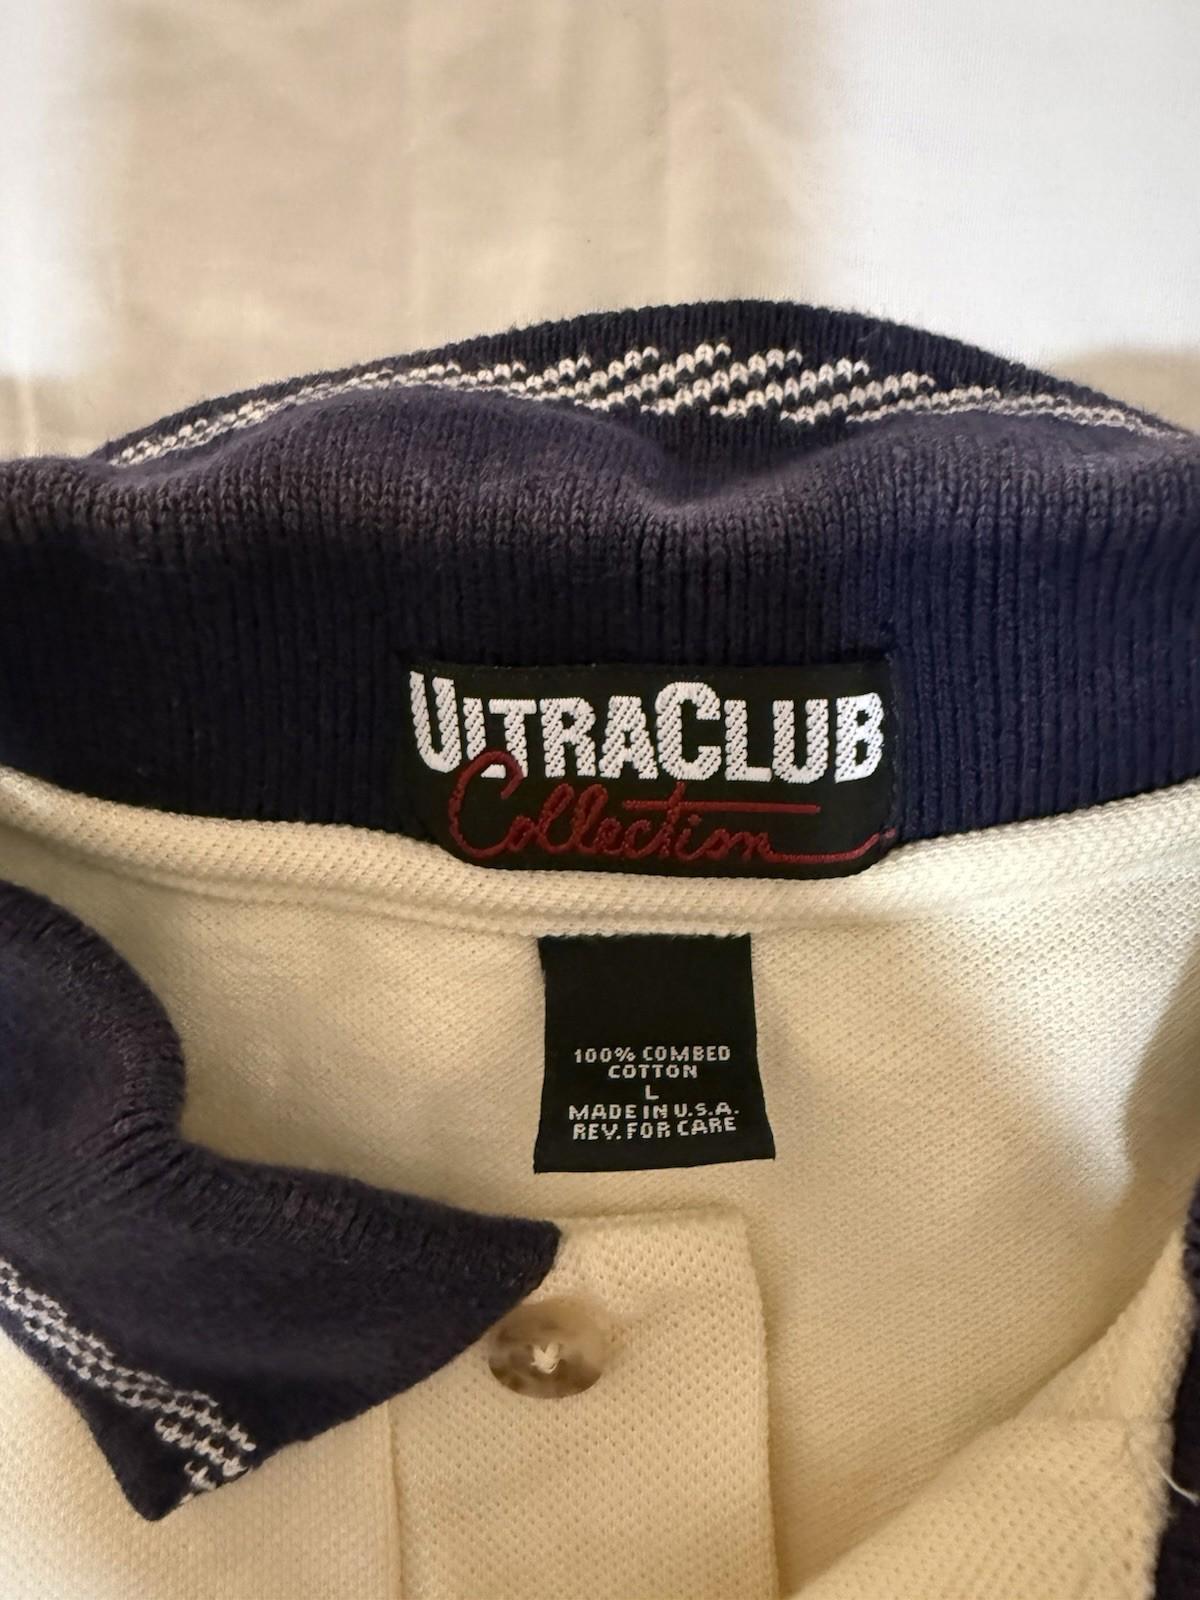 ULTRACLUB
Collection
100% COMBED
COTTON
L
MADE IN U.S.A.
REV. FOR CARE